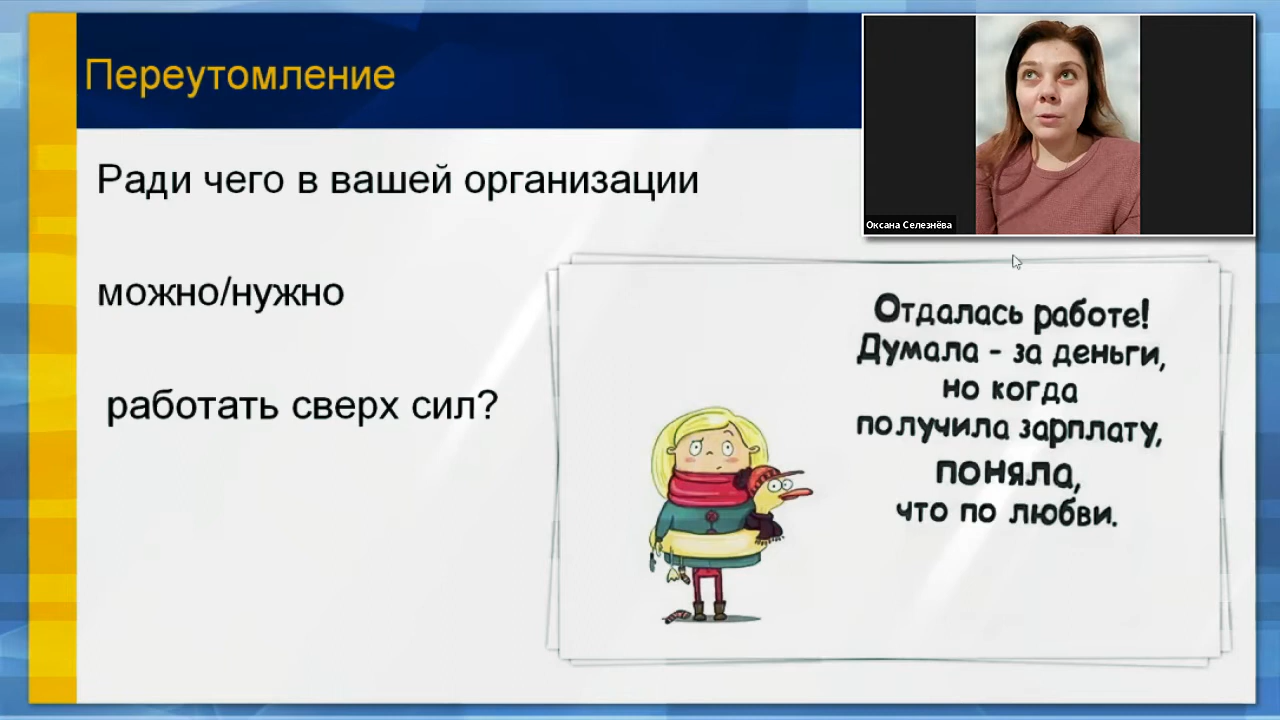 Переутомление
Ради чего в вашей организации
можно/нужно
работать сверх сил?
Оксана Селезнёва
Отдалась работе!
Думала - за деньги,
но когда
получила зарплату,
поняла,
что по любви.